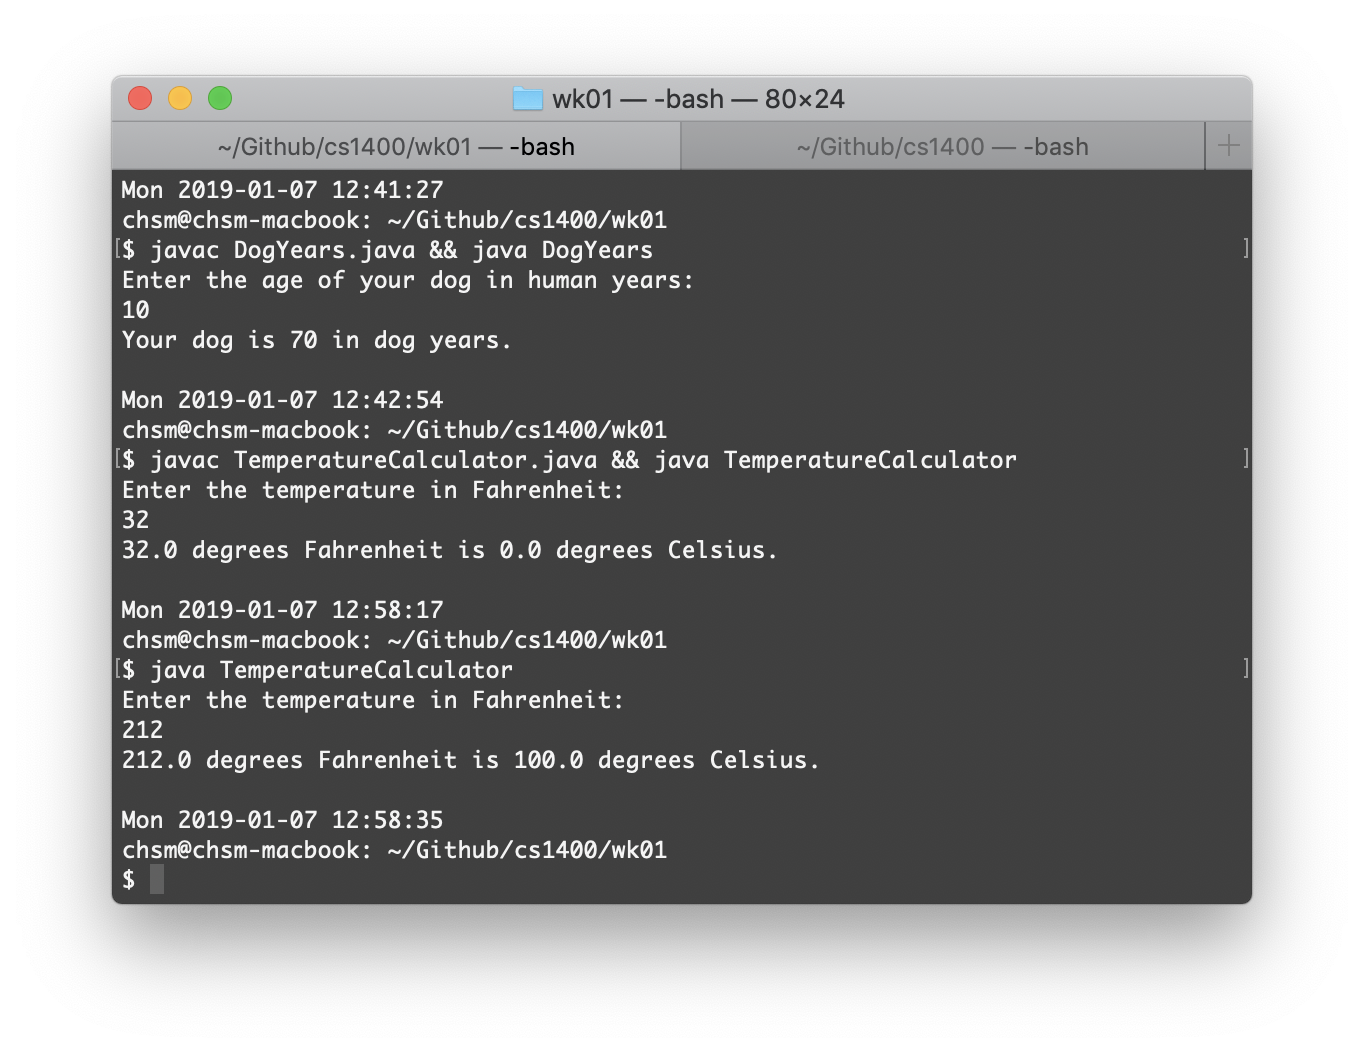 wk01 — -bash — 80×24
~/Github/cs1400/wk01 — -bash
~/Github/cs1400 — -bash
Mon 2019-01-07 12:41:27
chsm@chsm-macbook: ~/Github/cs1400/wk01
[$ javac DogYears.java && java DogYears ]
Enter the age of your dog in human years:
10
Your dog is 70 in dog years.
Mon 2019-01-07 12:42:54
chsm@chsm-macbook: ~/Github/cs1400/wk01
[$ javac TemperatureCalculator.java && java TemperatureCalculator ]
Enter the temperature in Fahrenheit:
32
32.0 degrees Fahrenheit is 0.0 degrees Celsius.
Mon 2019-01-07 12:58:17
chsm@chsm-macbook: ~/Github/cs1400/wk01
[$ java TemperatureCalculator ]
Enter the temperature in Fahrenheit:
212
212.0 degrees Fahrenheit is 100.0 degrees Celsius.
Mon 2019-01-07 12:58:35
chsm@chsm-macbook: ~/Github/cs1400/wk01
$